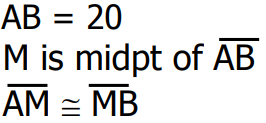 AB = 20
M is midpt of A̅B̅
A̅M̅ ≅ M̅B̅